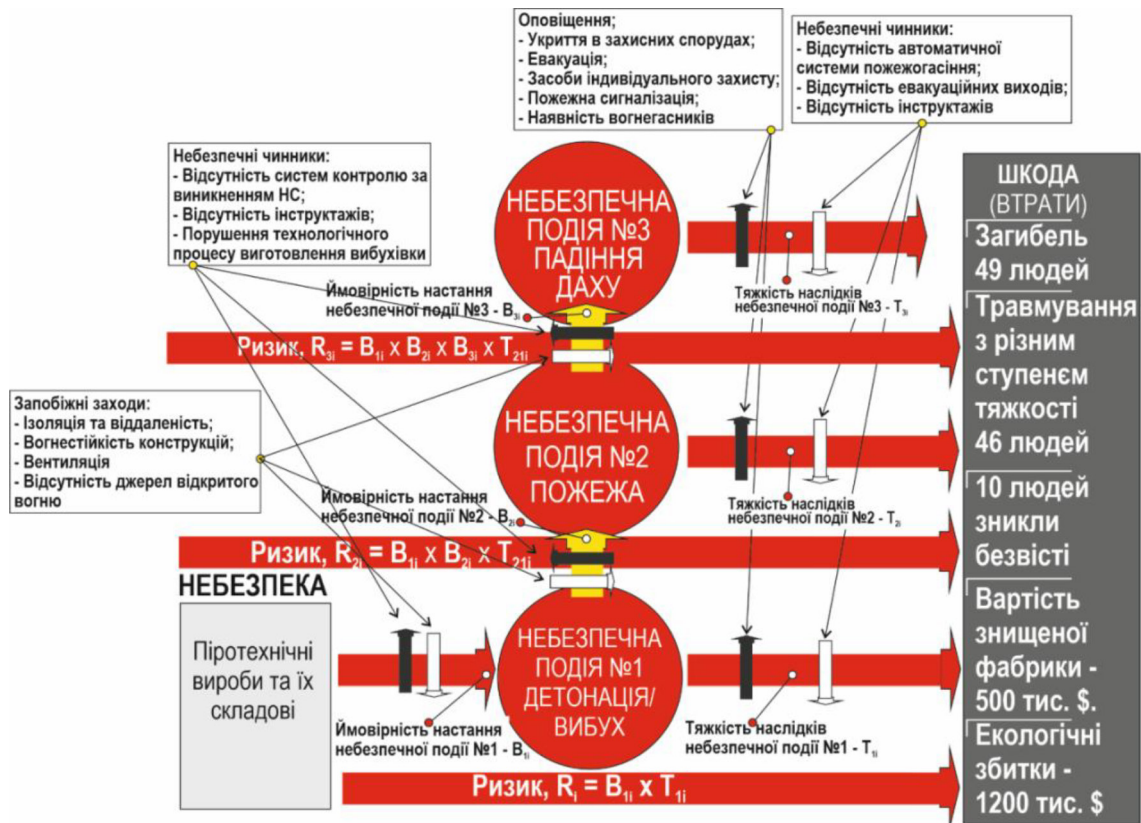 Оповіщення;
- Укриття в захисних спорудах;
- Евакуація;
- Засоби індивідуального захисту;
- Пожежна сигналізація;
- Наявність вогнегасників
Небезпечні чинники:
- Відсутність автоматичної
системи пожежогасіння;
- Відсутність евакуаційних виходів;
- Відсутність інструктажів
Небезпечні чинники:
- Відсутність систем контролю за
виникненням НС;
- Відсутність інструктажів;
- Порушення технологічного
процесу виготовлення вибухівки
НЕБЕЗПЕЧНА
ПОДІЯ №3
ПАДІННЯ
ДАХУ
Ймовірність настання
небезпечної події №3 - B3i
Тяжкість наслідків
небезпечної події №3 - T3i
Ризик, R3i = B1i x B2i x B3i x T21i
Запобіжні заходи:
- Ізоляція та віддаленість;
- Вогнестійкість конструкцій;
- Вентиляція
- Відсутність джерел відкритого
вогню
НЕБЕЗПЕЧНА
ПОДІЯ №2
ПОЖЕЖА
Ймовірність настання
небезпечної події №2 - B2i
Тяжкість наслідків
небезпечної події №2 - T2i
Ризик, R2i = B1i x B2i x T21i
НЕБЕЗПЕКА
Піротехнічні
вироби та їх
складові
НЕБЕЗПЕЧНА
ПОДІЯ №1
ДЕТОНАЦІЯ/
ВИБУХ
Ймовірність настання
небезпечної події №1 - B1i
Тяжкість наслідків
небезпечної події №1 - T1i
Ризик, Ri = B1i x T1i
ШКОДА
(ВТРАТИ)
Загибель
49 людей
Травмування
з різним
ступенєм
тяжкості
46 людей
10 людей
зникли
безвісті
Вартість
знищеної
фабрики -
500 тис. $.
Екологічні
збитки -
1200 тис. $